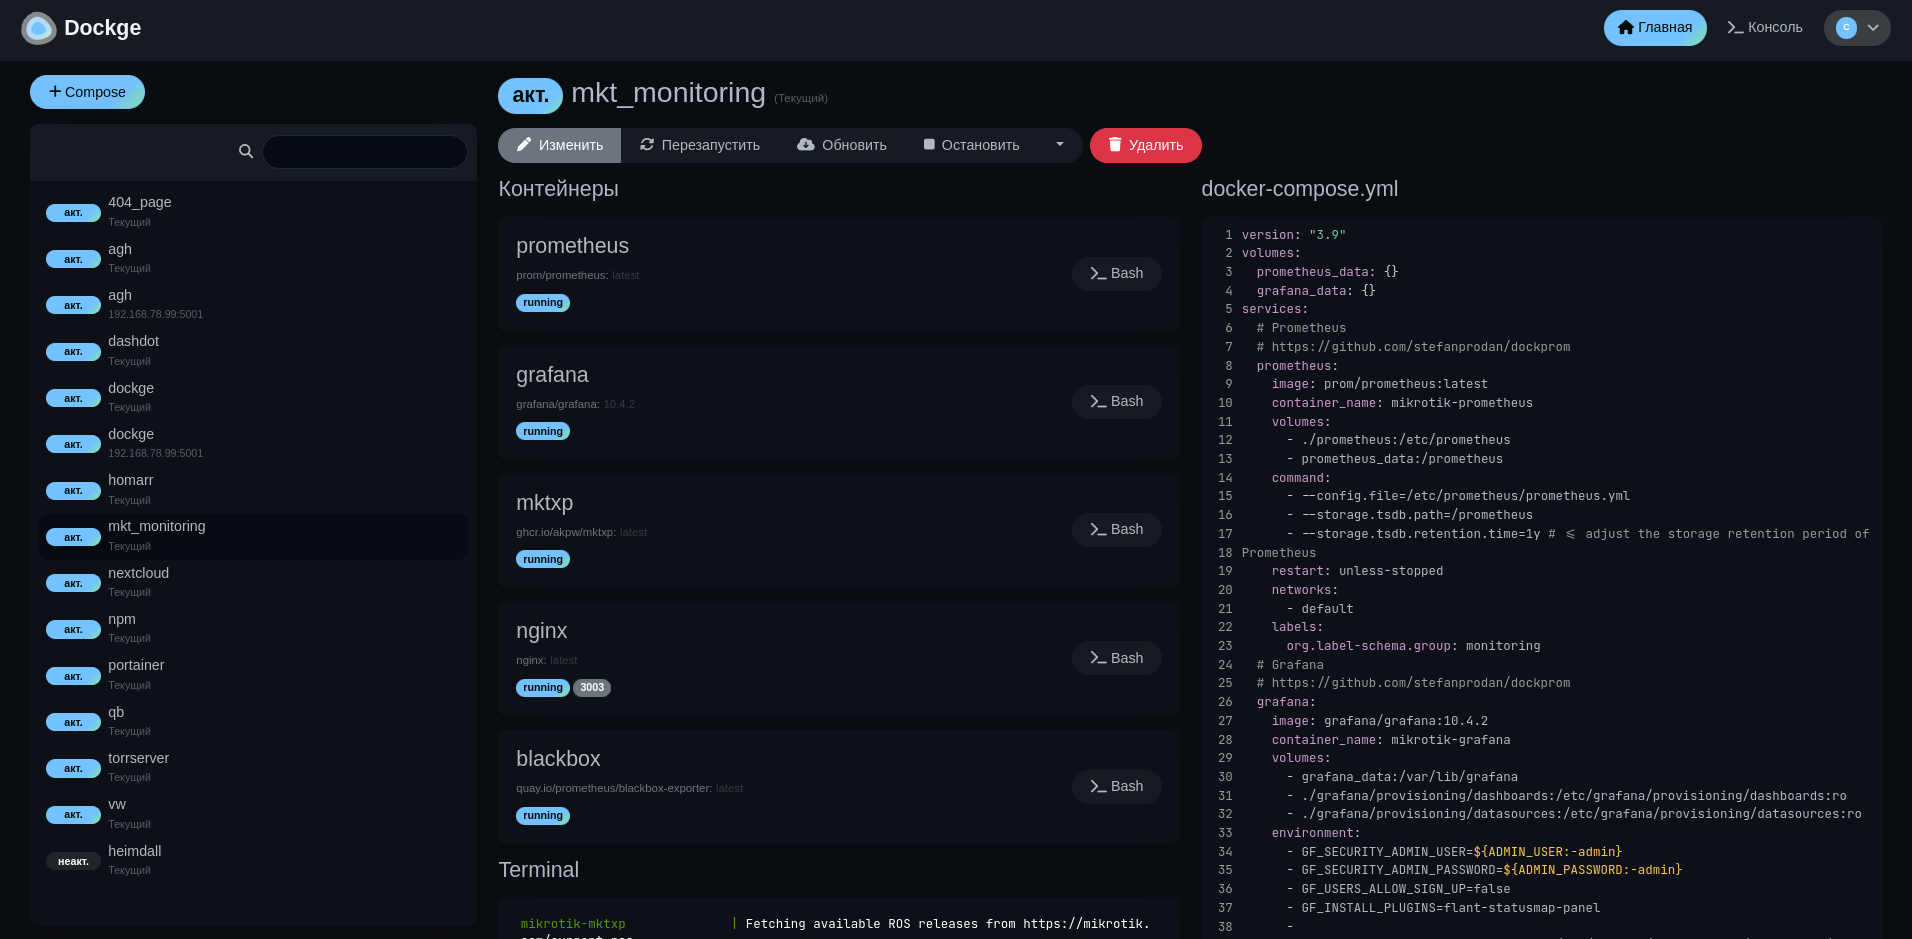 Dockge
Главная
Консоль
C
Compose
акт. 404_page
Текущий
акт. agh
Текущий
акт. agh
192.168.78.99:5001
акт. dashdot
Текущий
акт. dockge
Текущий
акт. dockge
192.168.78.99:5001
акт. homarr
Текущий
акт. mkt_monitoring
Текущий
акт. nextcloud
Текущий
акт. npm
Текущий
акт. portainer
Текущий
акт. qb
Текущий
акт. torrserver
Текущий
акт. vw
Текущий
неакт. heimdall
Текущий
акт. mkt_monitoring (Текущий)
Изменить Перезапустить Обновить Остановить Удалить
Контейнеры
prometheus
prom/prometheus: latest
running
Bash
grafana
grafana/grafana: 10.4.2
running
Bash
mktxp
ghcr.io/akpw/mktxp: latest
running
Bash
nginx
nginx: latest
running 3003
Bash
blackbox
quay.io/prometheus/blackbox-exporter: latest
running
Bash
Terminal
mikrotik-mktxp | Fetching available ROS releases from https://mikrotik.
docker-compose.yml
1 version: "3.9"
2 volumes:
3   prometheus_data: {}
4   grafana_data: {}
5 services:
6   # Prometheus
7   # https://github.com/stefanprodan/dockprom
8   prometheus:
9     image: prom/prometheus:latest
10     container_name: mikrotik-prometheus
11     volumes:
12       - ./prometheus:/etc/prometheus
13       - prometheus_data:/prometheus
14     command:
15       - --config.file=/etc/prometheus/prometheus.yml
16       - --storage.tsdb.path=/prometheus
17       - --storage.tsdb.retention.time=1y # <= adjust the storage retention period of
18 Prometheus
19     restart: unless-stopped
20     networks:
21       - default
22     labels:
23       org.label-schema.group: monitoring
24   # Grafana
25   # https://github.com/stefanprodan/dockprom
26   grafana:
27     image: grafana/grafana:10.4.2
28     container_name: mikrotik-grafana
29     volumes:
30       - grafana_data:/var/lib/grafana
31       - ./grafana/provisioning/dashboards:/etc/grafana/provisioning/dashboards:ro
32       - ./grafana/provisioning/datasources:/etc/grafana/provisioning/datasources:ro
33     environment:
34       - GF_SECURITY_ADMIN_USER=${ADMIN_USER:-admin}
35       - GF_SECURITY_ADMIN_PASSWORD=${ADMIN_PASSWORD:-admin}
36       - GF_USERS_ALLOW_SIGN_UP=false
37       - GF_INSTALL_PLUGINS=flant-statusmap-panel
38       -